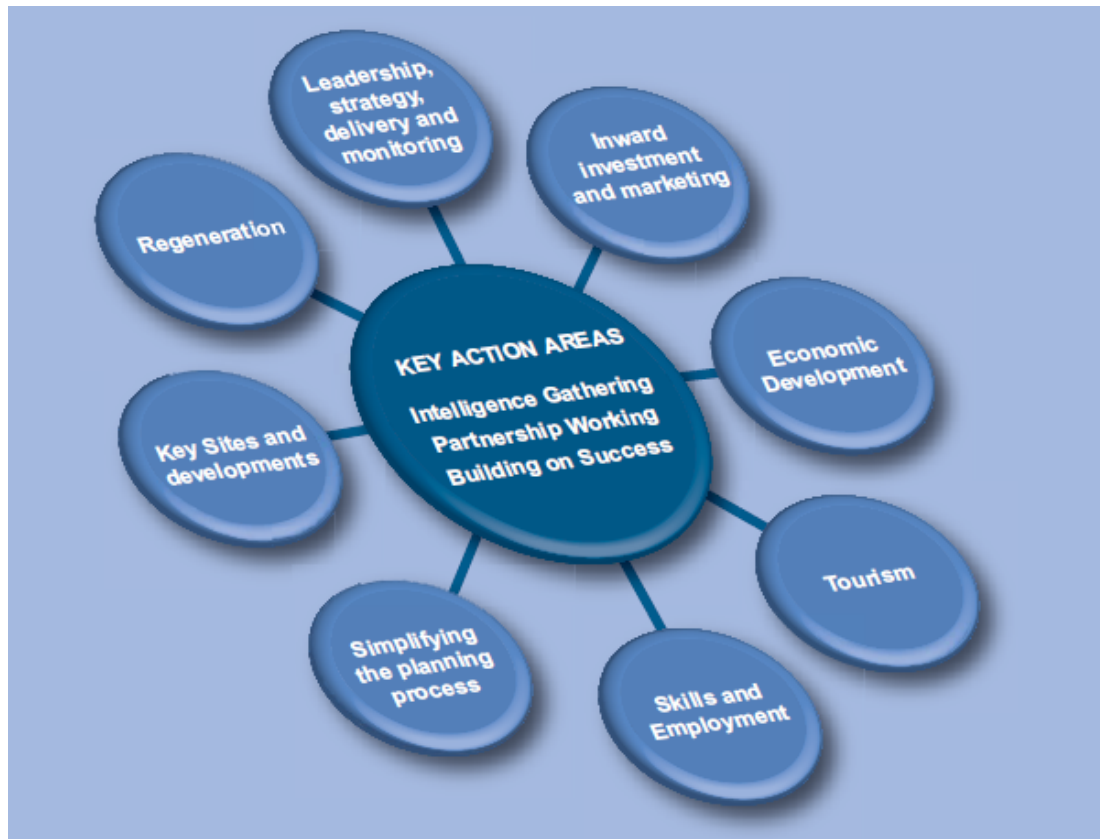 Leadership,
strategy,
delivery and
monitoring
Inward
investment
and marketing
Regeneration
KEY ACTION AREAS
Intelligence Gathering
Partnership Working
Building on Success
Economic
Development
Key Sites and
developments
Tourism
Simplifying
the planning
process
Skills and
Employment